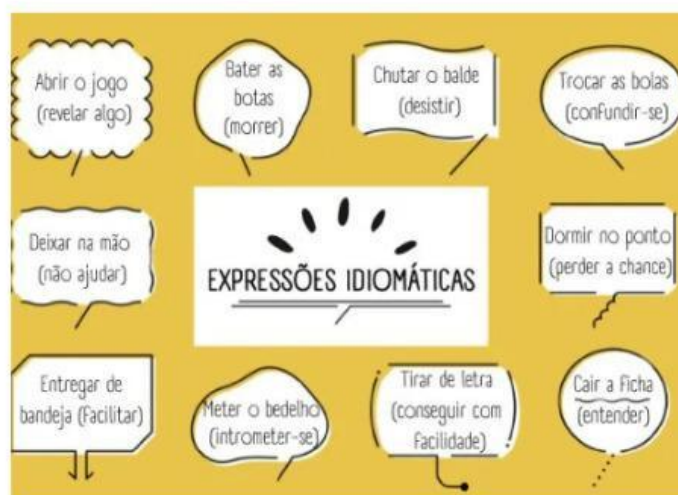 Abrir o jogo
(revelar algo)
Bater as
botas
(morrer)
Chutar o balde
(desistir)
Trocar as bolas
(confundir-se)
Deixar na mão
(não ajudar)
EXPRESSÕES IDIOMÁTICAS
Dormir no ponto
(perder a chance)
Entregar de
bandeja (facilitar)
Meter o bedelho
(intrometer-se)
Tirar de letra
(conseguir com
facilidade)
Cair a ficha
(entender)